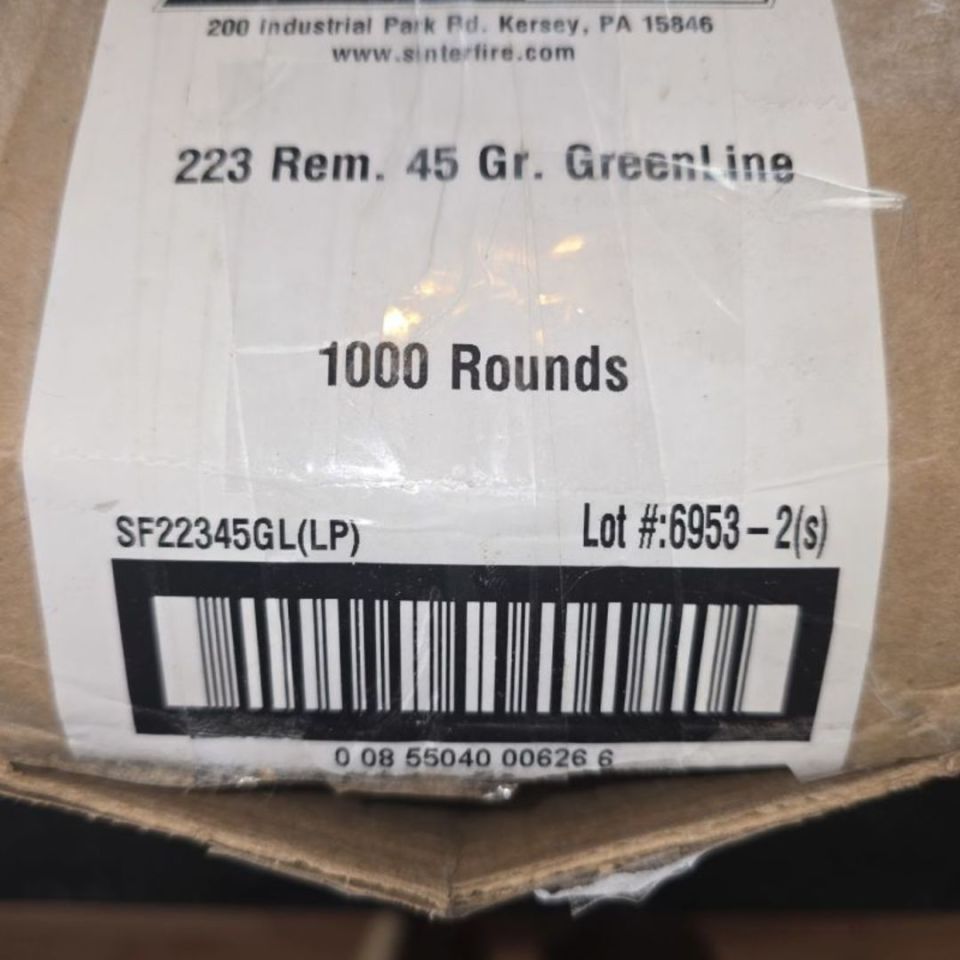 200 Industrial Park Rd. Kersey, PA 15846
www.sinterfire.com
223 Rem. 45 Gr. GreenLine
1000 Rounds
SF22345GL(LP)
Lot #:6953 – 2(s)
0 08 55040 00626 6